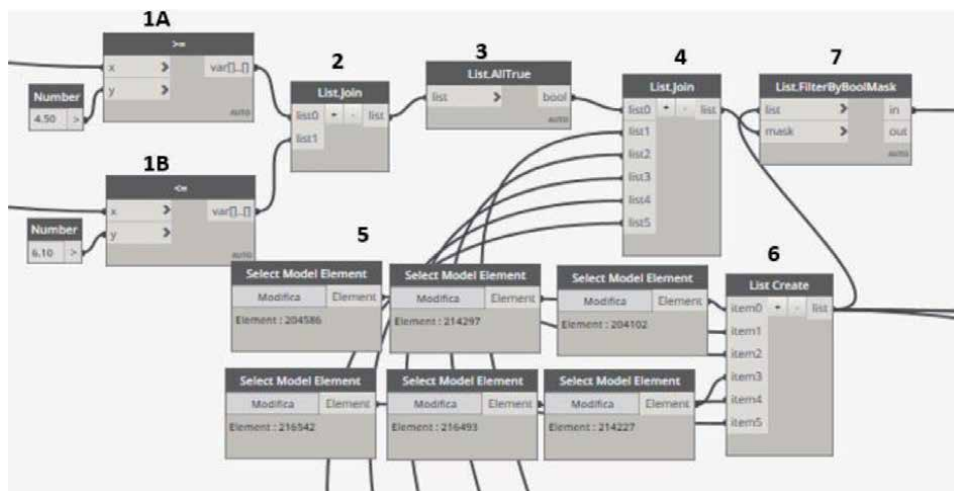 1A
>=
x > var[]..[]
y >
AUTO
Number
4.50 >
2
List.Join
list0 + - list
list1
3
List.AllTrue
list > bool
AUTO
4
List.Join
list0 + - list
list1
list2
list3
list4
list5
7
List.FilterByBoolMask
list > in
mask > out
AUTO
1B
<=
x > var[]..[]
y >
AUTO
Number
6.10 >
5
Select Model Element
Modifica Element
Element : 204586
Select Model Element
Modifica Element
Element : 214297
Select Model Element
Modifica Element
Element : 204102
6
List Create
item0 + - list
item1
item2
item3
item4
item5
Select Model Element
Modifica Element
Element : 216542
Select Model Element
Modifica Element
Element : 216493
Select Model Element
Modifica Element
Element : 214227